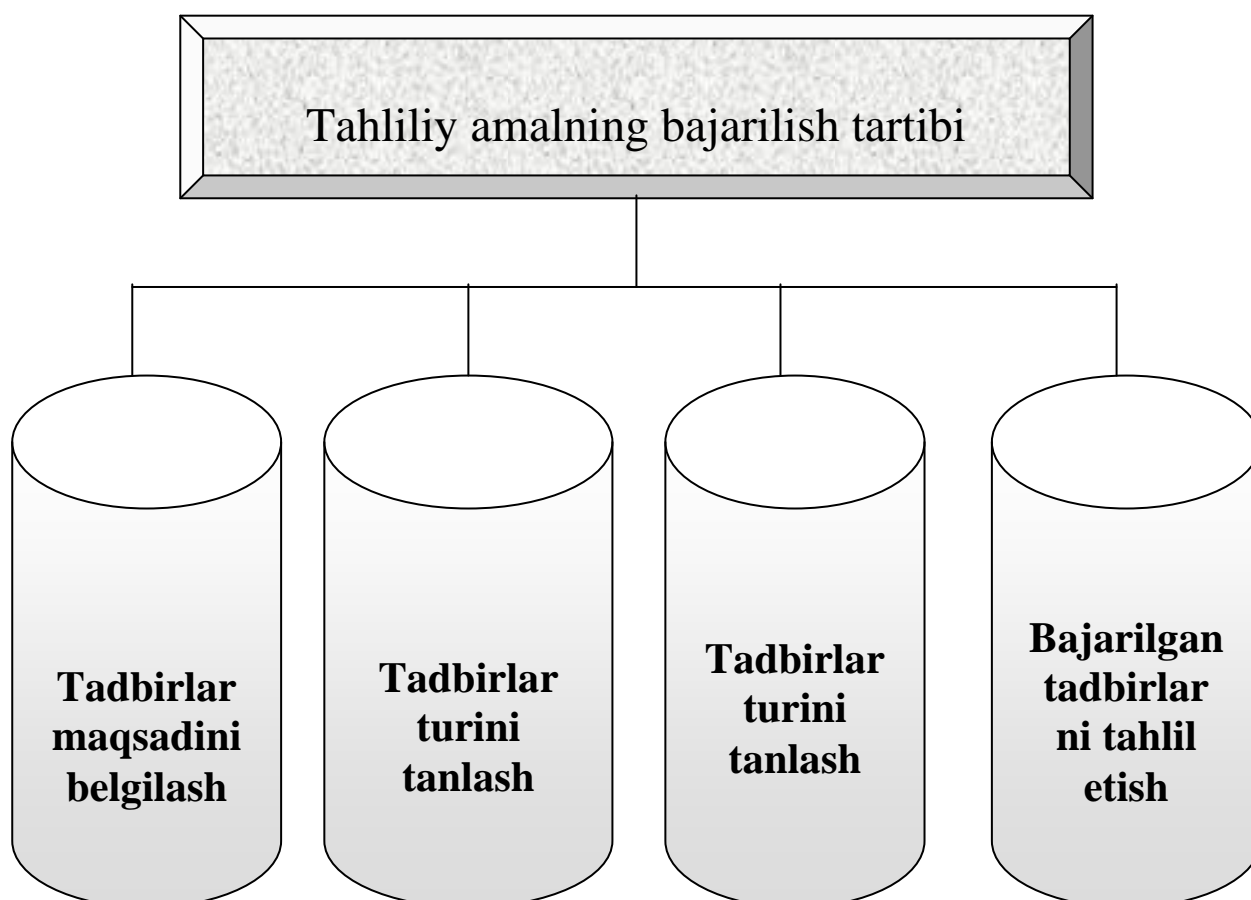 Tahliliy amalning bajarilish tartibi
Tadbirlar
maqsadini
belgilash
Tadbirlar
turini
tanlash
Tadbirlar
turini
tanlash
Bajarilgan
tadbirlar
ni tahlil
etish